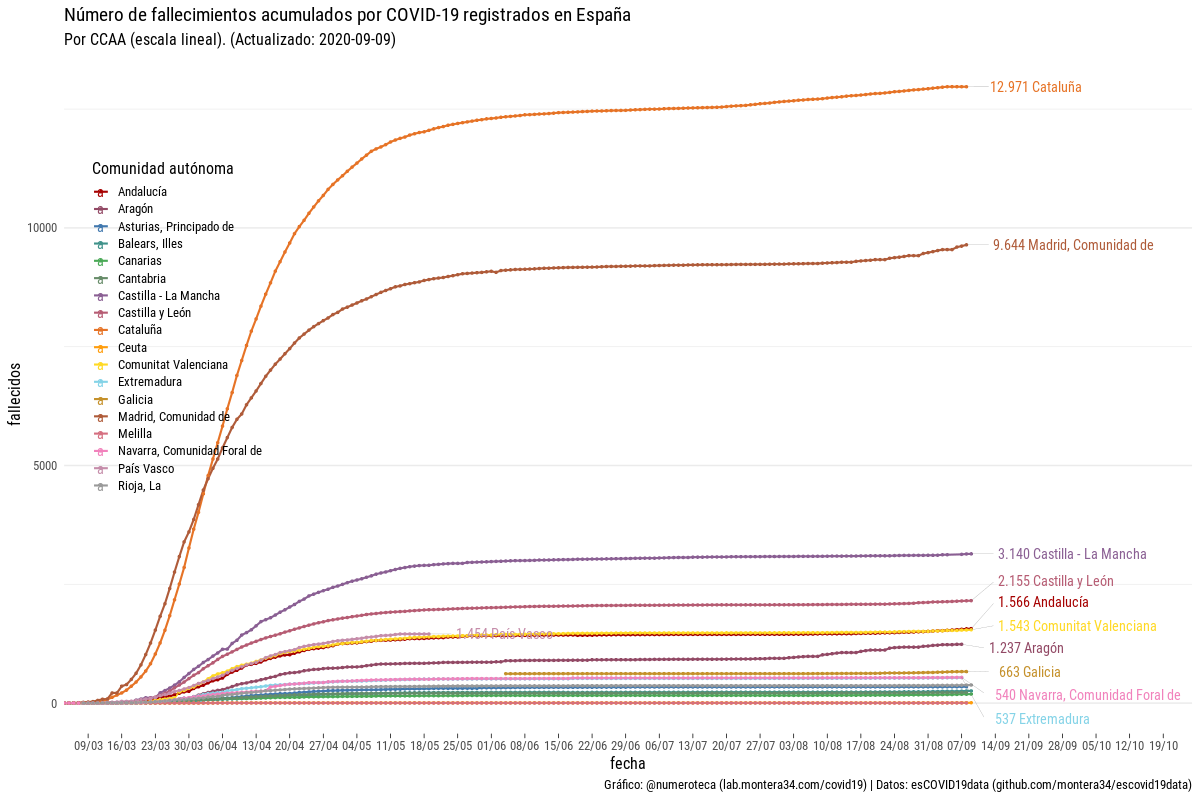 Número de fallecimientos acumulados por COVID-19 registrados en España
Por CCAA (escala lineal). (Actualizado: 2020-09-09)
12.971 Cataluña
Comunidad autónoma
Andalucía
Aragón
Asturias, Principado de
Balears, Illes
Canarias
Cantabria
Castilla - La Mancha
Castilla y León
Cataluña
Ceuta
Comunitat Valenciana
Extremadura
Galicia
Madrid, Comunidad de
Melilla
Navarra, Comunidad Foral de
País Vasco
Rioja, La
10000
5000
0
fallecidos
9.644 Madrid, Comunidad de
3.140 Castilla - La Mancha
2.155 Castilla y León
1.566 Andalucía
1.543 Comunitat Valenciana
1.454 País Vasco
1.237 Aragón
663 Galicia
540 Navarra, Comunidad Foral de
537 Extremadura
09/03 16/03 23/03 30/03 06/04 13/04 20/04 27/04 04/05 11/05 18/05 25/05 01/06 08/06 15/06 22/06 29/06 06/07 13/07 20/07 27/07 03/08 10/08 17/08 24/08 31/08 07/09 14/09 21/09 28/09 05/10 12/10 19/10
fecha
Gráfico: @numeroteca (lab.montera34.com/covid19) | Datos: esCOVID19data (github.com/montera34/escovid19data)